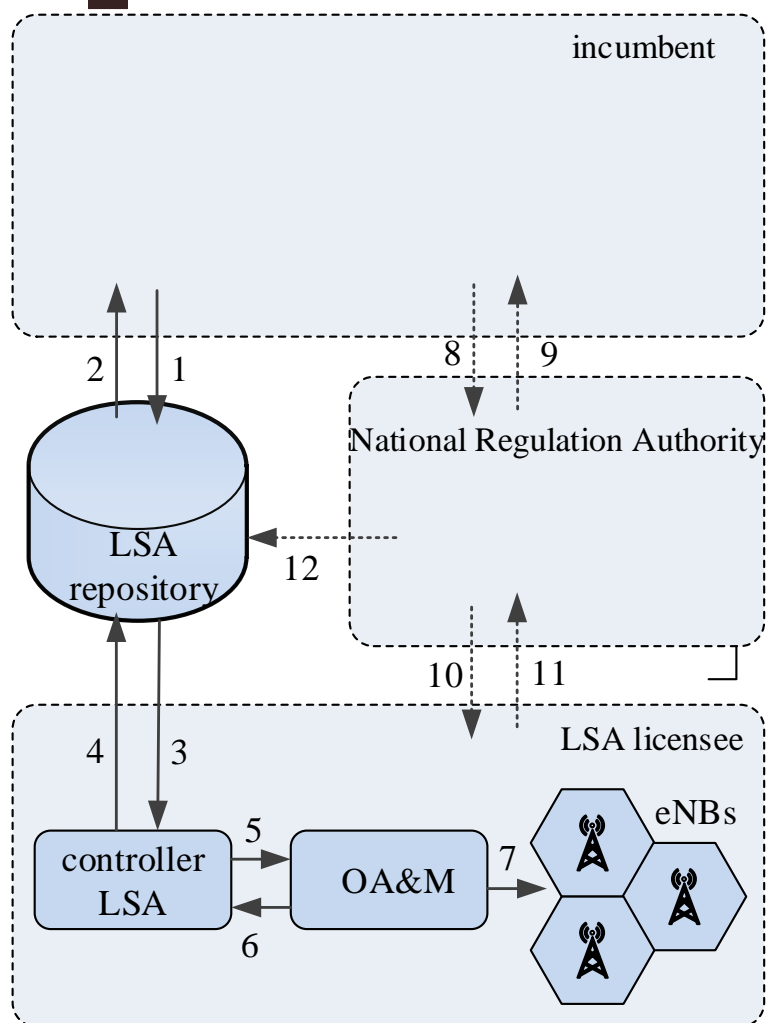 incumbent
2
1
8
9
National Regulation Authority
LSA
repository
12
10
11
4
3
LSA licensee
eNBs
controller
LSA
5
6
OA&M
7